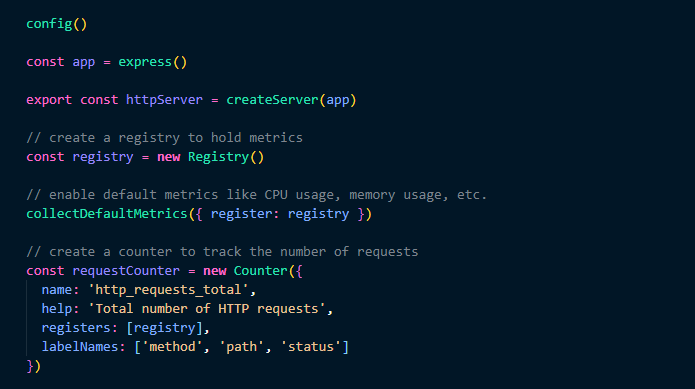 config()
const app = express()
export const httpServer = createServer(app)
// create a registry to hold metrics
const registry = new Registry()
// enable default metrics like CPU usage, memory usage, etc.
collectDefaultMetrics({ register: registry })
// create a counter to track the number of requests
const requestCounter = new Counter({
  name: 'http_requests_total',
  help: 'Total number of HTTP requests',
  registers: [registry],
  labelNames: ['method', 'path', 'status']
})